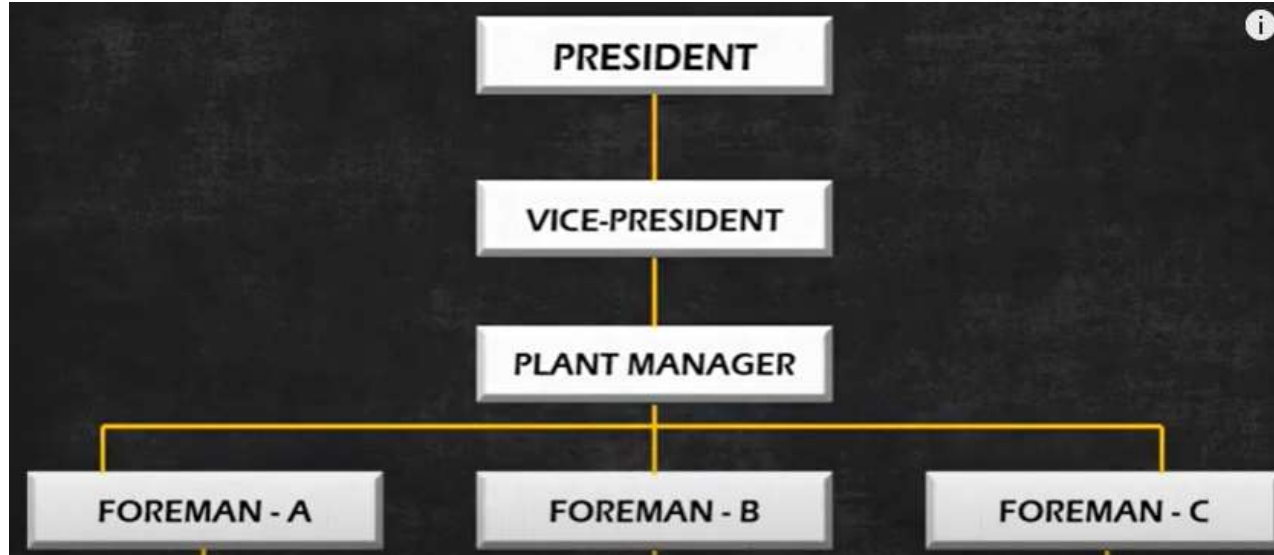 PRESIDENT
VICE-PRESIDENT
PLANT MANAGER
FOREMAN - A
FOREMAN - B
FOREMAN - C